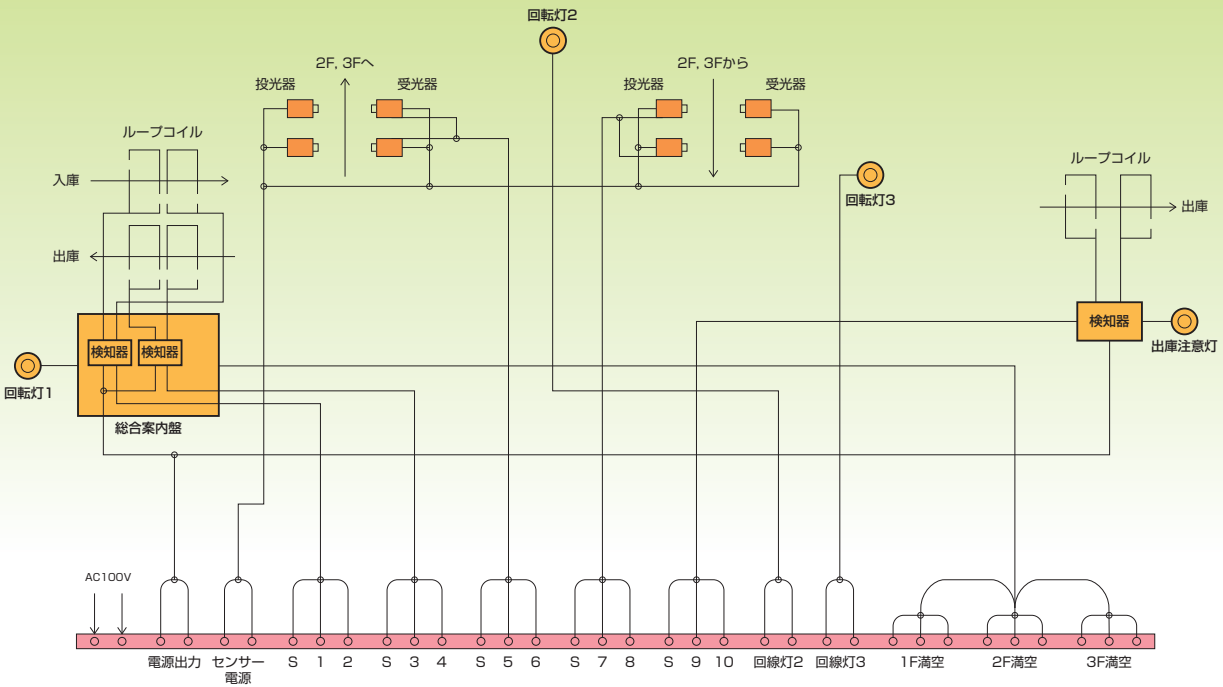 回転灯2
2F, 3Fへ
投光器
受光器
2F, 3Fから
投光器
受光器
ループコイル
入庫
出庫
ループコイル
出庫
回転灯3
検知器
検知器
検知器
出庫注意灯
回転灯1
総合案内盤
AC100V
電源出力
センサー
電源
S 1 2
S 3 4
S 5 6
S 7 8
S 9 10
回線灯2
回線灯3
1F満空
2F満空
3F満空